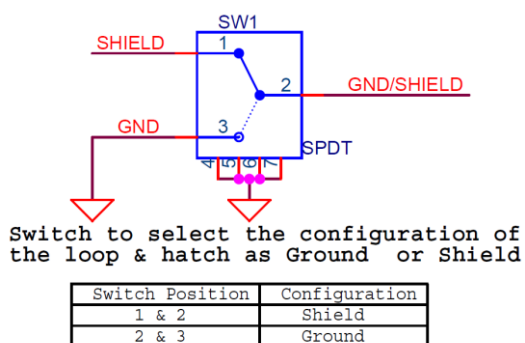 SW1
SHIELD
1
2
GND/SHIELD
GND
3
SPDT
4 5 6 7
Switch to select the configuration of
the loop & hatch as Ground or Shield
Switch Position Configuration
1 & 2 Shield
2 & 3 Ground